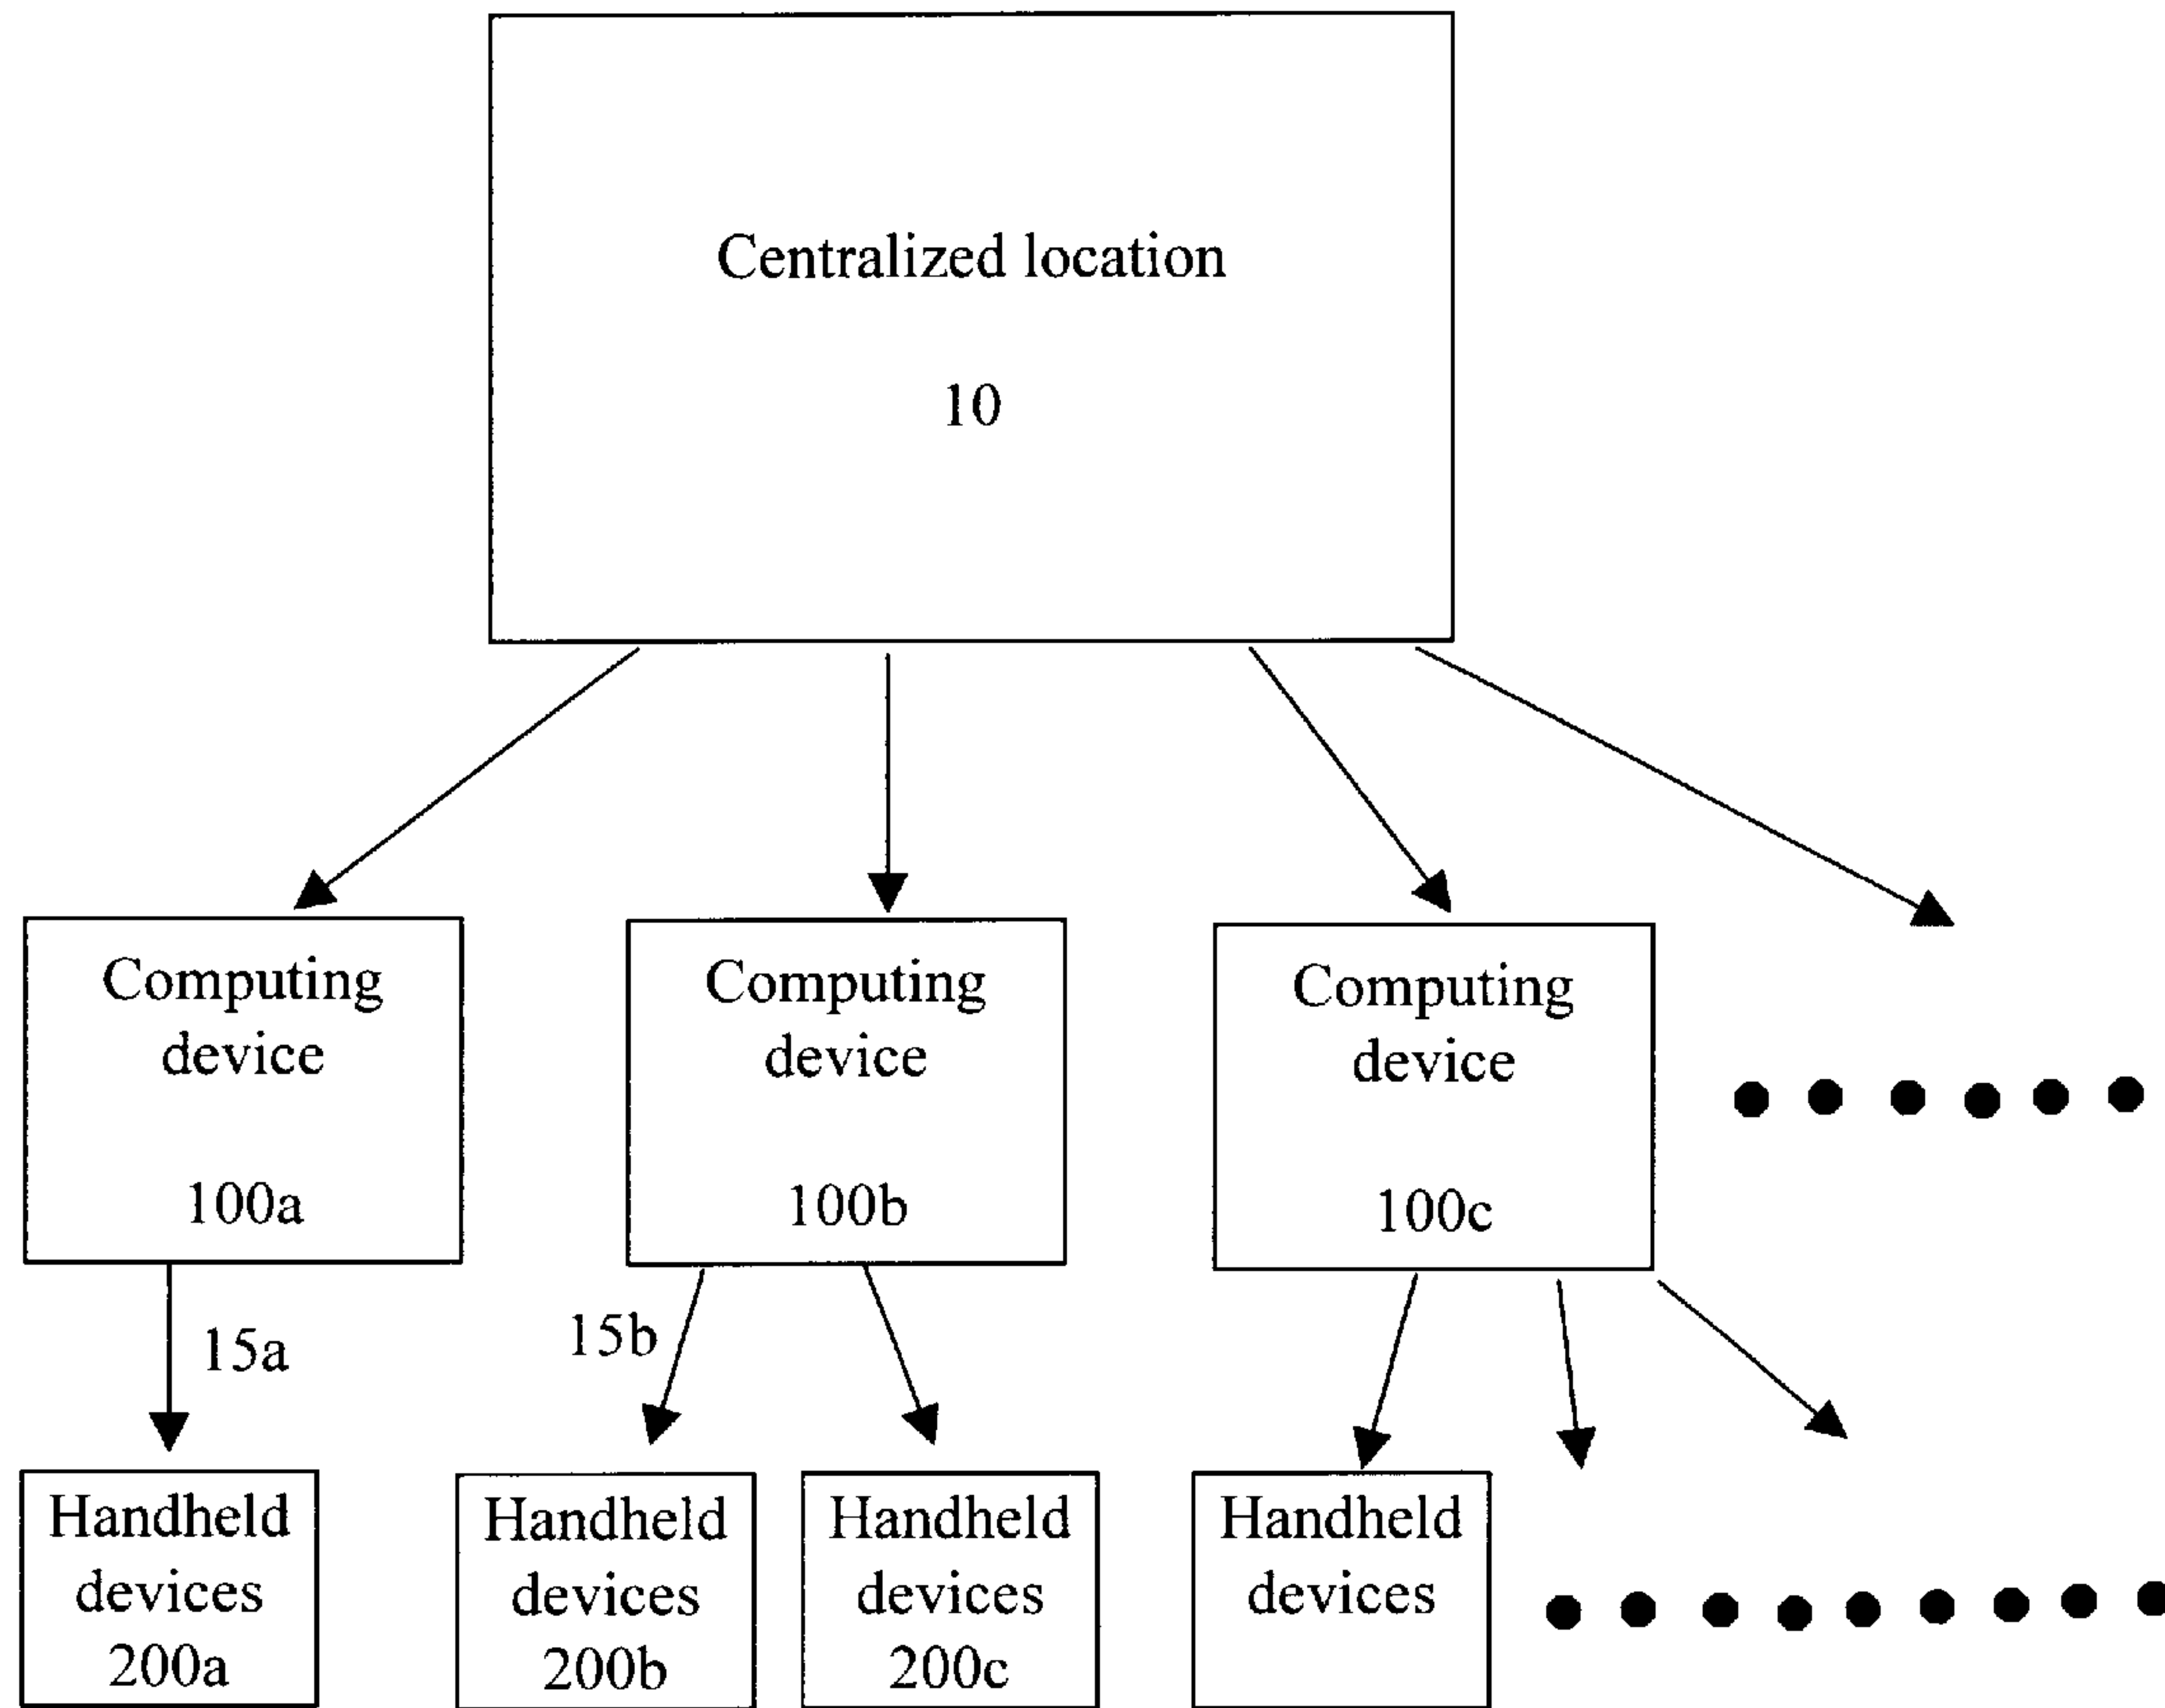 Centralized location
10
Computing
device
100a
Computing
device
100b
Computing
device
100c
15a
15b
Handheld
devices
200a
Handheld
devices
200b
Handheld
devices
200c
Handheld
devices